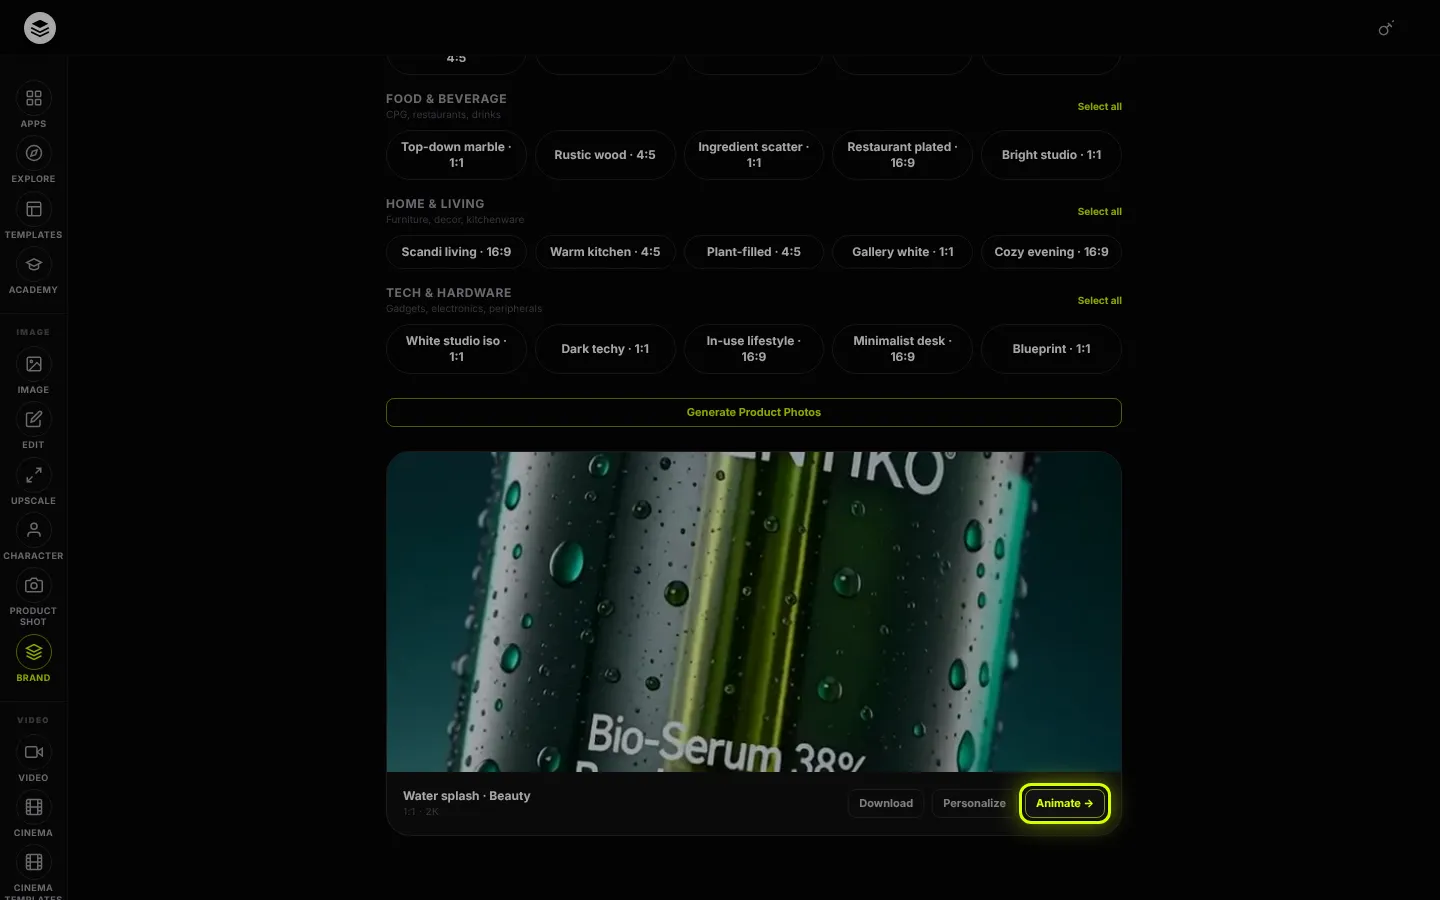 4:5
FOOD & BEVERAGE
CPG, restaurants, drinks
Select all
Top-down marble ·
1:1
Rustic wood · 4:5
Ingredient scatter ·
1:1
Restaurant plated ·
16:9
Bright studio · 1:1
HOME & LIVING
Furniture, decor, kitchenware
Select all
Scandi living · 16:9
Warm kitchen · 4:5
Plant-filled · 4:5
Gallery white · 1:1
Cozy evening · 16:9
TECH & HARDWARE
Gadgets, electronics, peripherals
Select all
White studio iso ·
1:1
Dark techy · 1:1
In-use lifestyle ·
16:9
Minimalist desk ·
16:9
Blueprint · 1:1
Generate Product Photos
Bio-Serum 38%
Water splash · Beauty
1:1 · 2K
Download
Personalize
Animate →
APPS
EXPLORE
TEMPLATES
ACADEMY
IMAGE
IMAGE
EDIT
UPSCALE
CHARACTER
PRODUCT
SHOT
BRAND
VIDEO
VIDEO
CINEMA
CINEMA
TEMPLATES